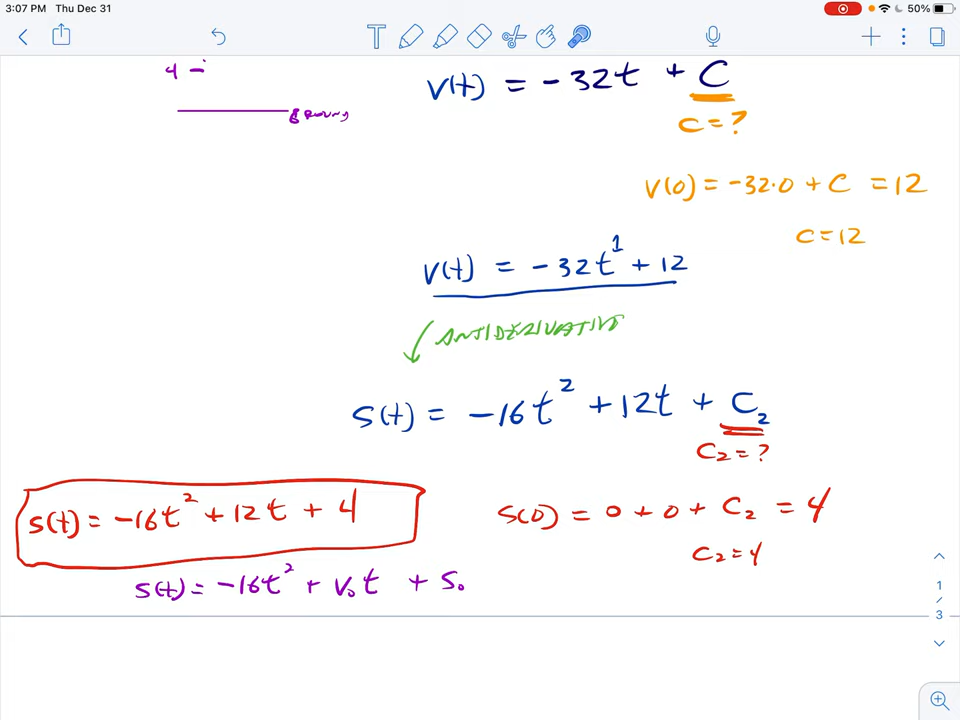 3:07 PM Thu Dec 31
50%
4 -
v(t) = -32t + C
ground
C = ?
v(0) = -32·0 + C = 12
C = 12
v(t) = -32t¹ + 12
ANTIDERIVATIVE
s(t) = -16t² + 12t + C₂
C₂ = ?
s(t) = -16t² + 12t + 4
s(0) = 0 + 0 + C₂ = 4
C₂ = 4
s(t) = -16t² + v₀t + s₀
1
/
3